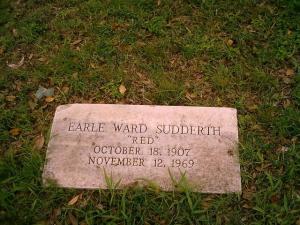 EARLE WARD SUDDERTH
"RED"
OCTOBER 18, 1907
NOVEMBER 12, 1969